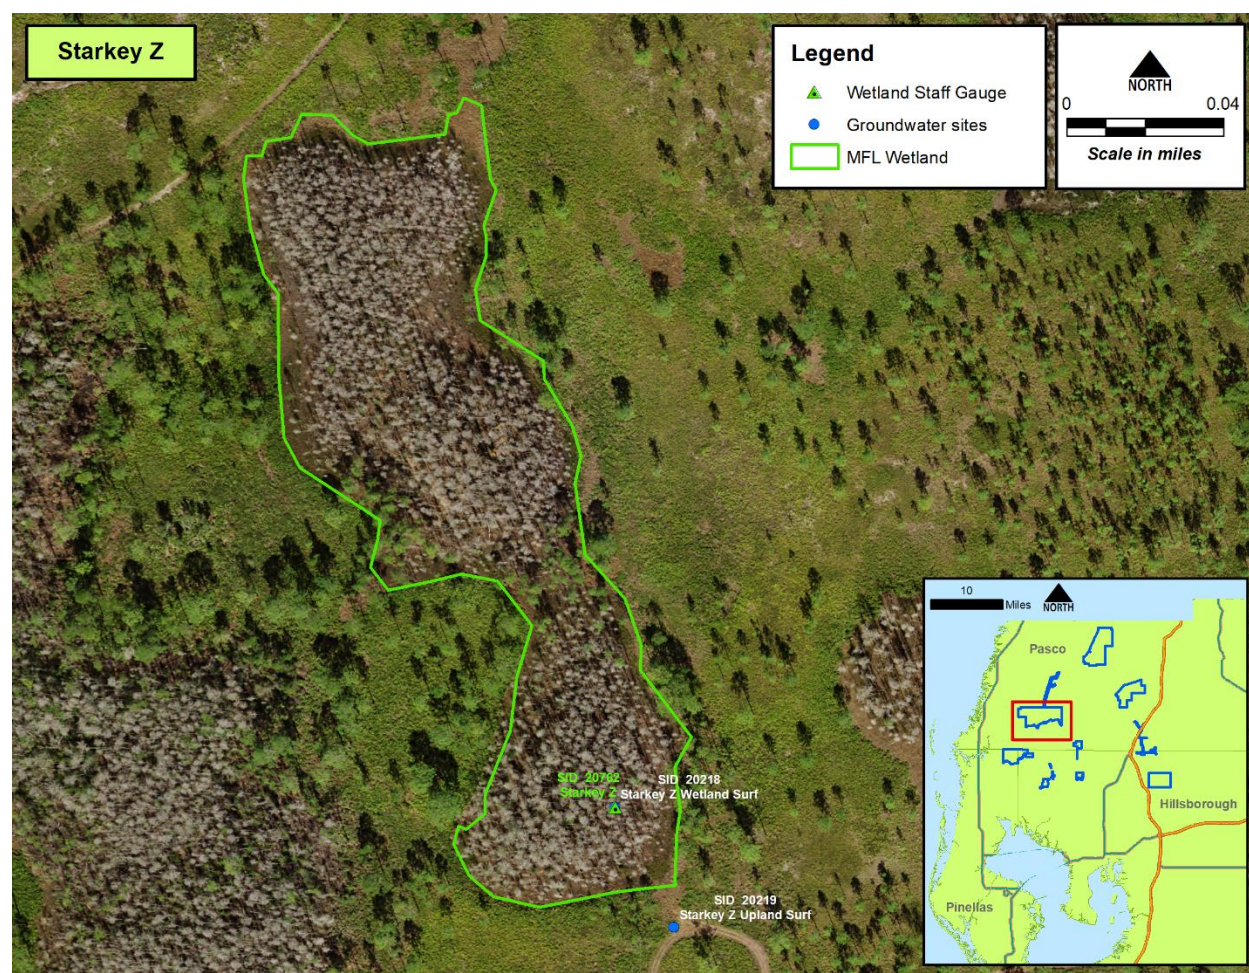 Starkey Z
Legend
Wetland Staff Gauge
Groundwater sites
MFL Wetland
NORTH
0 0.04
Scale in miles
SID 20762
Starkey Z
SID 20218
Starkey Z Wetland Surf
SID 20219
Starkey Z Upland Surf
10
Miles
NORTH
Pasco
Hillsborough
Pinellas